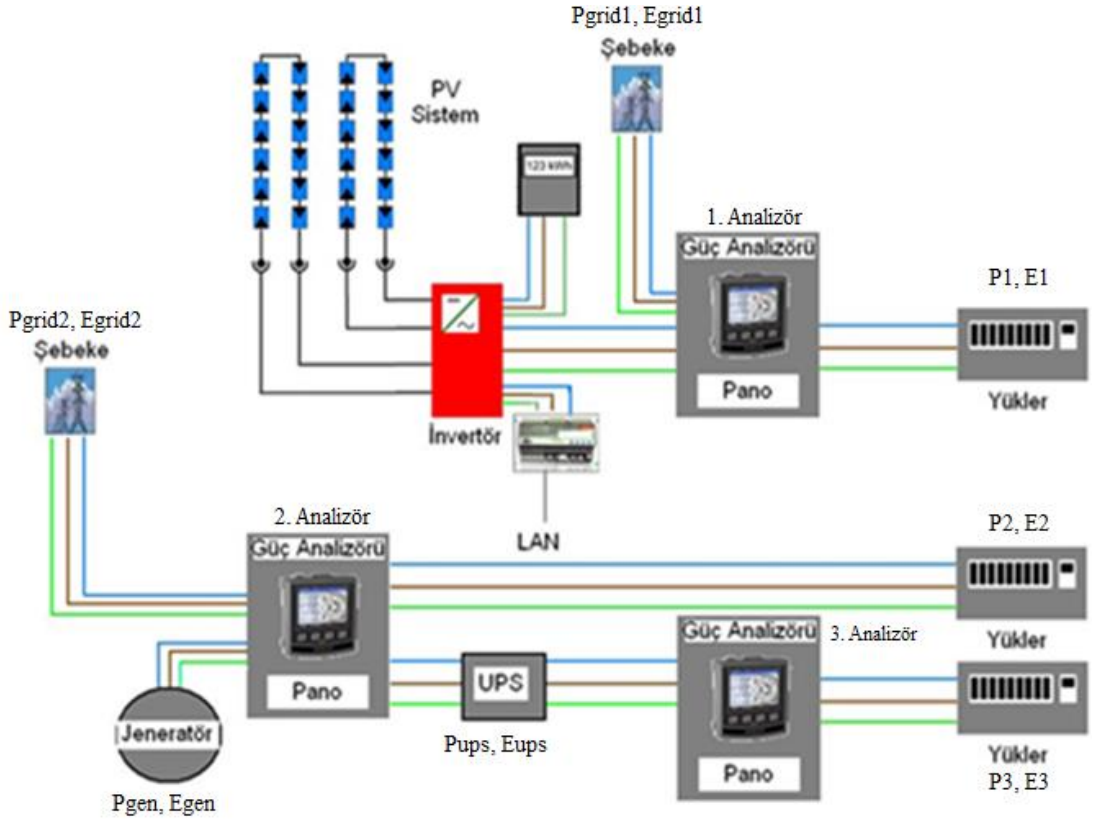 Pgrid1, Egrid1
Şebeke
PV
Sistem
123 kWh
1. Analizör
Güç Analizörü
Pano
P1, E1
Yükler
Pgrid2, Egrid2
Şebeke
İnvertör
LAN
2. Analizör
Güç Analizörü
Pano
P2, E2
Yükler
Güç Analizörü
3. Analizör
UPS
Pups, Eups
Jeneratör
Pgen, Egen
Pano
Yükler
P3, E3